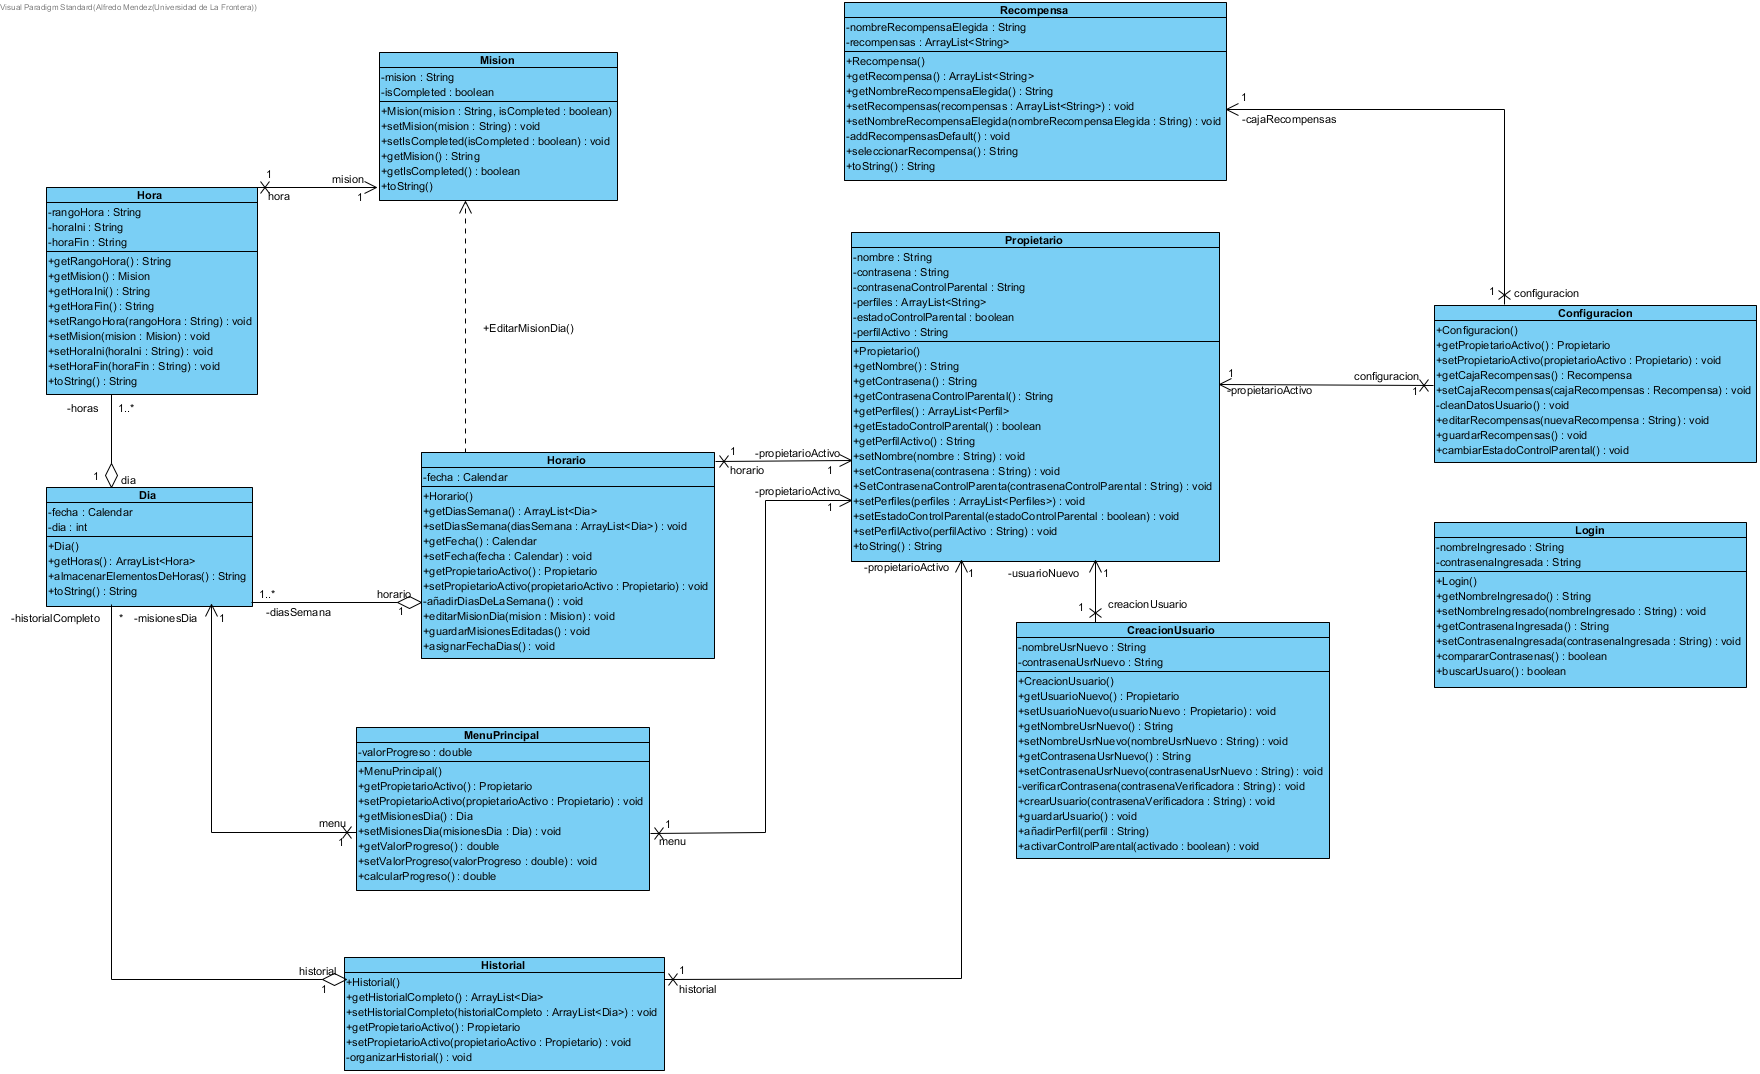 Visual Paradigm Standard(Alfredo Mendez(Universidad de La Frontera))
Recompensa
-nombreRecompensaElegida : String
-recompensas : ArrayList<String>
+Recompensa()
+getRecompensa() : ArrayList<String>
+getNombreRecompensaElegida() : String
+setRecompensas(recompensas : ArrayList<String>) : void
+setNombreRecompensaElegida(nombreRecompensaElegida : String) : void
-addRecompensasDefault() : void
+seleccionarRecompensa() : String
+toString() : String
Mision
-mision : String
-isCompleted : boolean
+Mision(mision : String, isCompleted : boolean)
+setMision(mision : String) : void
+setIsCompleted(isCompleted : boolean) : void
+getMision() : String
+getIsCompleted() : boolean
+toString()
1
-cajaRecompensas
1
hora
mision
1
Hora
-rangoHora : String
-horaIni : String
-horaFin : String
+getRangoHora() : String
+getMision() : Mision
+getHoraIni() : String
+getHoraFin() : String
+setRangoHora(rangoHora : String) : void
+setMision(mision : Mision) : void
+setHoraIni(horaIni : String) : void
+setHoraFin(horaFin : String) : void
+toString() : String
+EditarMisionDia()
Propietario
-nombre : String
-contrasena : String
-contrasenaControlParental : String
-perfiles : ArrayList<String>
-estadoControlParental : boolean
-perfilActivo : String
+Propietario()
+getNombre() : String
+getContrasena() : String
+getContrasenaControlParental() : String
+getPerfiles() : ArrayList<Perfil>
+getEstadoControlParental() : boolean
+getPerfilActivo() : String
+setNombre(nombre : String) : void
+setContrasena(contrasena : String) : void
+SetContrasenaControlParenta(contrasenaControlParental : String) : void
+setPerfiles(perfiles : ArrayList<Perfiles>) : void
+setEstadoControlParental(estadoControlParental : boolean) : void
+setPerfilActivo(perfilActivo : String) : void
+toString() : String
1
configuracion
Configuracion
+Configuracion()
+getPropietarioActivo() : Propietario
+setPropietarioActivo(propietarioActivo : Propietario) : void
+getCajaRecompensas() : Recompensa
+setCajaRecompensas(cajaRecompensas : Recompensa) : void
-cleanDatosUsuario() : void
+editarRecompensas(nuevaRecompensa : String) : void
+guardarRecompensas() : void
+cambiarEstadoControlParental() : void
1
-propietarioActivo
configuracion
1
-horas
1..*
1
dia
Dia
-fecha : Calendar
-dia : int
+Dia()
+getHoras() : ArrayList<Hora>
+almacenarElementosDeHoras() : String
+toString() : String
Horario
-fecha : Calendar
+Horario()
+getDiasSemana() : ArrayList<Dia>
+setDiasSemana(diasSemana : ArrayList<Dia>) : void
+getFecha() : Calendar
+setFecha(fecha : Calendar) : void
+getPropietarioActivo() : Propietario
+setPropietarioActivo(propietarioActivo : Propietario) : void
-añadirDiasDeLaSemana() : void
+editarMisionDia(mision : Mision) : void
+guardarMisionesEditadas() : void
+asignarFechaDias() : void
1
horario
-propietarioActivo
1
-propietarioActivo
1
1..*
-diasSemana
horario
1
-historialCompleto
*
-misionesDia
1
-propietarioActivo
1
-usuarioNuevo
1
1
creacionUsuario
Login
-nombreIngresado : String
-contrasenaIngresada : String
+Login()
+getNombreIngresado() : String
+setNombreIngresado(nombreIngresado : String) : void
+getContrasenaIngresada() : String
+setContrasenaIngresada(contrasenaIngresada : String) : void
+compararContrasenas() : boolean
+buscarUsuaro() : boolean
CreacionUsuario
-nombreUsrNuevo : String
-contrasenaUsrNuevo : String
+CreacionUsuario()
+getUsuarioNuevo() : Propietario
+setUsuarioNuevo(usuarioNuevo : Propietario) : void
+getNombreUsrNuevo() : String
+setNombreUsrNuevo(nombreUsrNuevo : String) : void
+getContrasenaUsrNuevo() : String
+setContrasenaUsrNuevo(contrasenaUsrNuevo : String) : void
-verificarContrasena(contrasenaVerificadora : String) : void
+crearUsuario(contrasenaVerificadora : String) : void
+guardarUsuario() : void
+añadirPerfil(perfil : String)
+activarControlParental(activado : boolean) : void
MenuPrincipal
-valorProgreso : double
+MenuPrincipal()
+getPropietarioActivo() : Propietario
+setPropietarioActivo(propietarioActivo : Propietario) : void
+getMisionesDia() : Dia
+setMisionesDia(misionesDia : Dia) : void
+getValorProgreso() : double
+setValorProgreso(valorProgreso : double) : void
+calcularProgreso() : double
menu
1
1
menu
Historial
+Historial()
+getHistorialCompleto() : ArrayList<Dia>
+setHistorialCompleto(historialCompleto : ArrayList<Dia>) : void
+getPropietarioActivo() : Propietario
+setPropietarioActivo(propietarioActivo : Propietario) : void
-organizarHistorial() : void
historial
1
1
historial